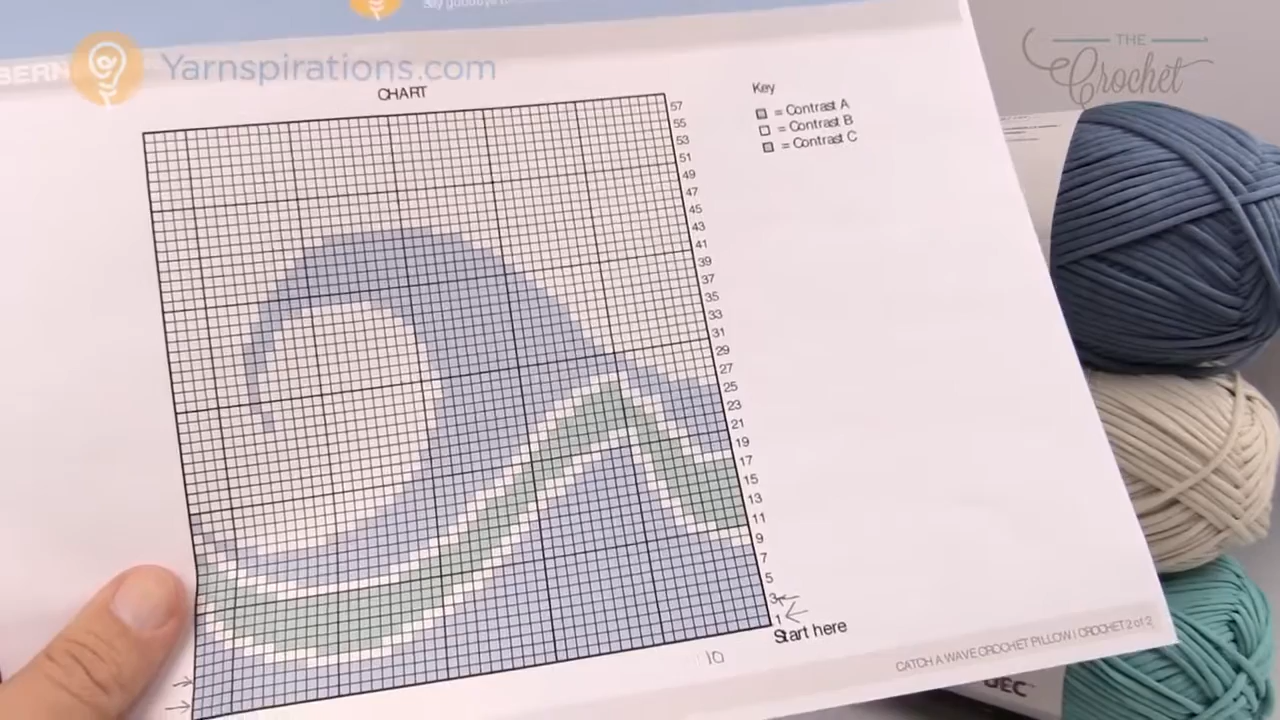 BERN
Yarnspirations.com
THE
Crochet
CHART
Key
= Contrast A
= Contrast B
= Contrast C
57
55
53
51
49
47
45
43
41
39
37
35
33
31
29
27
25
23
21
19
17
15
13
11
9
7
5
3
1
Start here
10
CATCH A WAVE CROCHET PILLOW | CROCHET 2 of 2